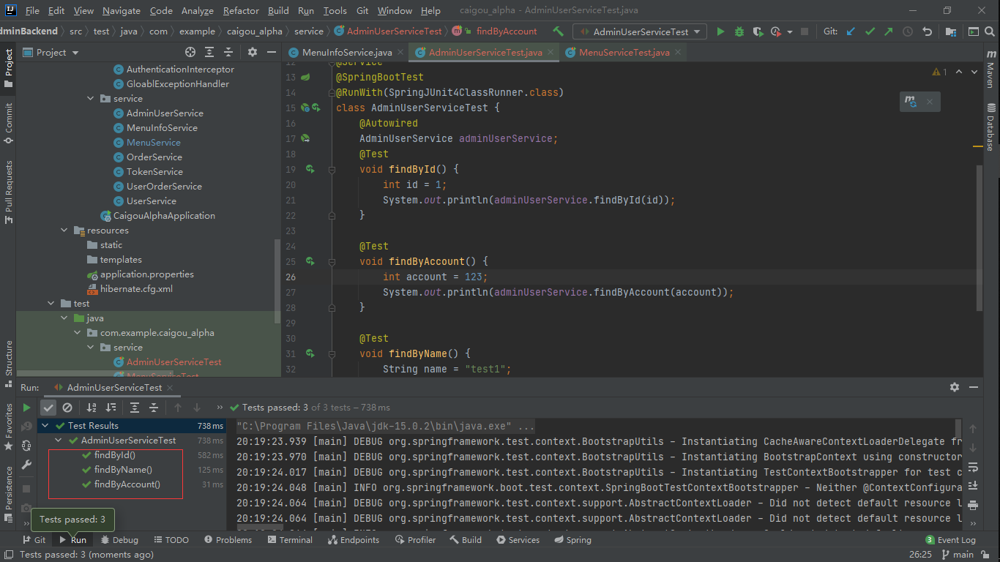 File Edit View Navigate Code Analyze Refactor Build Run Tools Git Window Help caigou_alpha - AdminUserServiceTest.java
dminBackend src test java com example caigou_alpha service AdminUserServiceTest findByAccount AdminUserServiceTest Git:
Project
MenuInfoService.java AdminUserServiceTest.java MenuServiceTest.java
AuthenticationInterceptor
GloablExceptionHandler
service
AdminUserService
MenuInfoService
MenuService
OrderService
TokenService
UserOrderService
UserService
CaigouAlphaApplication
resources
static
templates
application.properties
hibernate.cfg.xml
test
java
com.example.caigou_alpha
service
AdminUserServiceTest
MenuServiceTest
12 @Service
13 @SpringBootTest
14 @RunWith(SpringJUnit4ClassRunner.class)
15 class AdminUserServiceTest {
16 @Autowired
17 AdminUserService adminUserService;
18 @Test
19 void findById() {
20 int id = 1;
21 System.out.println(adminUserService.findById(id));
22 }
23
24 @Test
25 void findByAccount() {
26 int account = 123;
27 System.out.println(adminUserService.findByAccount(account));
28 }
29
30 @Test
31 void findByName() {
32 String name = "test1";
1
Project
Commit
Pull Requests
Structure
Favorites
Persistence
m
Maven
Database
Run: AdminUserServiceTest
Tests passed: 3 of 3 tests – 738 ms
Test Results 738 ms
AdminUserServiceTest 738 ms
findById() 582 ms
findByName() 125 ms
findByAccount() 31 ms
"C:\Program Files\Java\jdk-15.0.2\bin\java.exe" ...
20:19:23.939 [main] DEBUG org.springframework.test.context.BootstrapUtils - Instantiating CacheAwareContextLoaderDelegate fr
20:19:23.970 [main] DEBUG org.springframework.test.context.BootstrapUtils - Instantiating BootstrapContext using constructor
20:19:24.017 [main] DEBUG org.springframework.test.context.BootstrapUtils - Instantiating TestContextBootstrapper for test c
20:19:24.048 [main] INFO org.springframework.boot.test.context.SpringBootTestContextBootstrapper - Neither @ContextConfigura
20:19:24.064 [main] DEBUG org.springframework.test.context.support.AbstractContextLoader - Did not detect default resource l
20:19:24.064 [main] DEBUG org.springframework.test.context.support.AbstractContextLoader - Did not detect default resource l
Tests passed: 3
Git Run Debug TODO Problems Terminal Endpoints Profiler Build Services Spring 3 Event Log
Tests passed: 3 (moments ago) 26:25 main